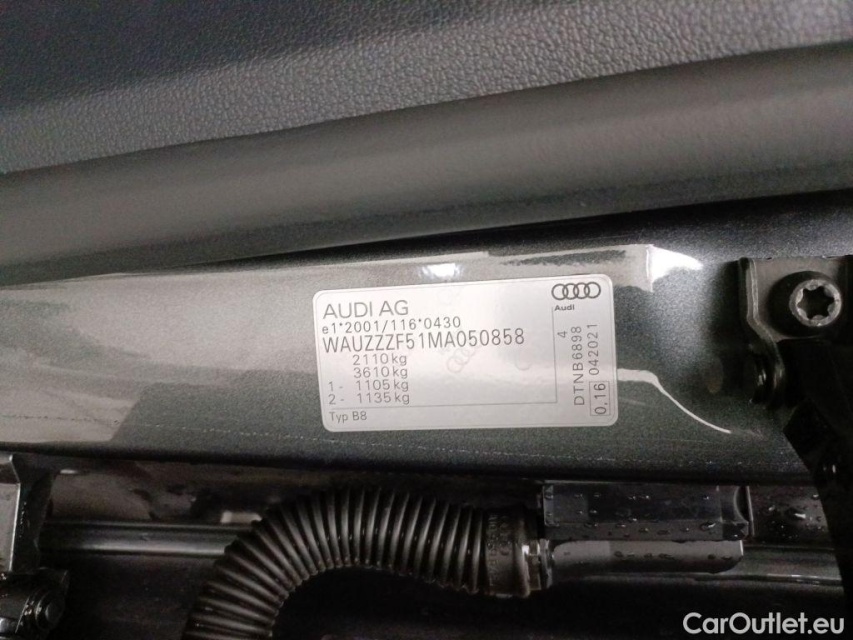 AUDI AG
Audi
e1*2001/116*0430
WAUZZZF51MA050858
2110kg
3610kg
1- 1105kg
2- 1135kg
Typ B8
4
DTNB6898
0,16 042021
CarOutlet.eu